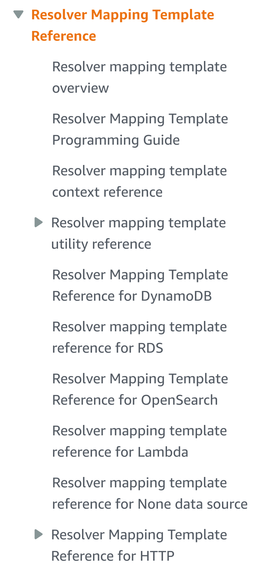 Resolver Mapping Template
Reference
Resolver mapping template
overview
Resolver Mapping Template
Programming Guide
Resolver mapping template
context reference
Resolver mapping template
utility reference
Resolver Mapping Template
Reference for DynamoDB
Resolver mapping template
reference for RDS
Resolver Mapping Template
Reference for OpenSearch
Resolver mapping template
reference for Lambda
Resolver mapping template
reference for None data source
Resolver Mapping Template
Reference for HTTP